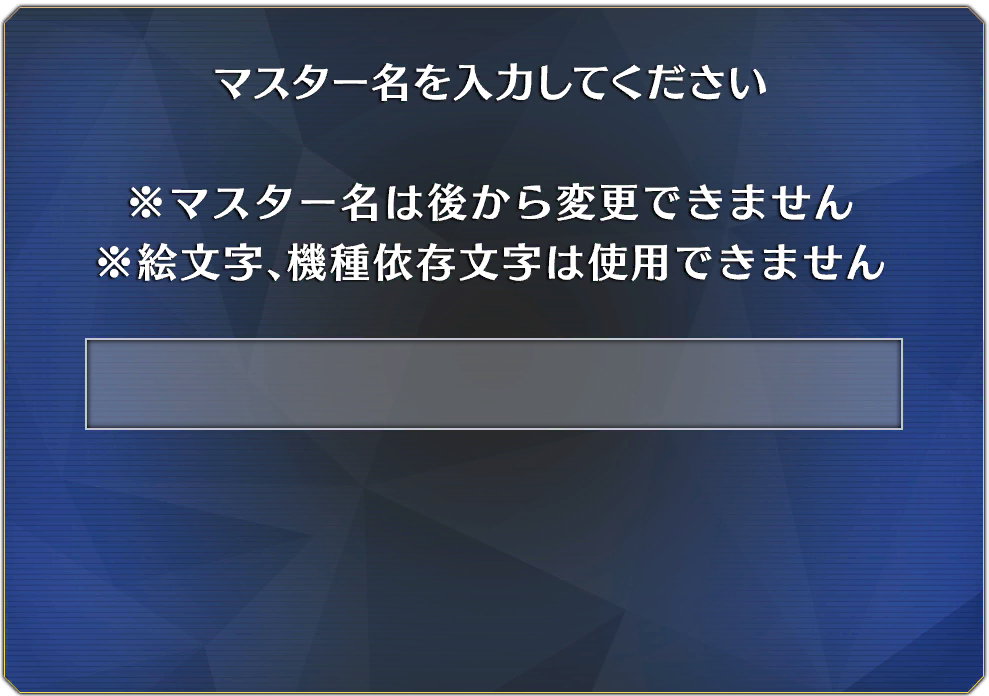 マスター名を入力してください
※マスター名は後から変更できません
※絵文字、機種依存文字は使用できません